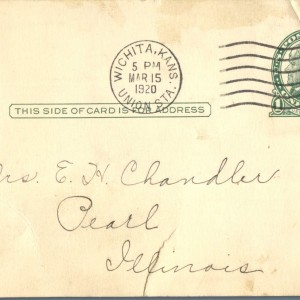 WICHITA, KANS.
5 PM
MAR 15
1920
UNION STA.
THIS SIDE OF CARD IS FOR ADDRESS
rs. E. H. Chandler
Pearl
Illinois